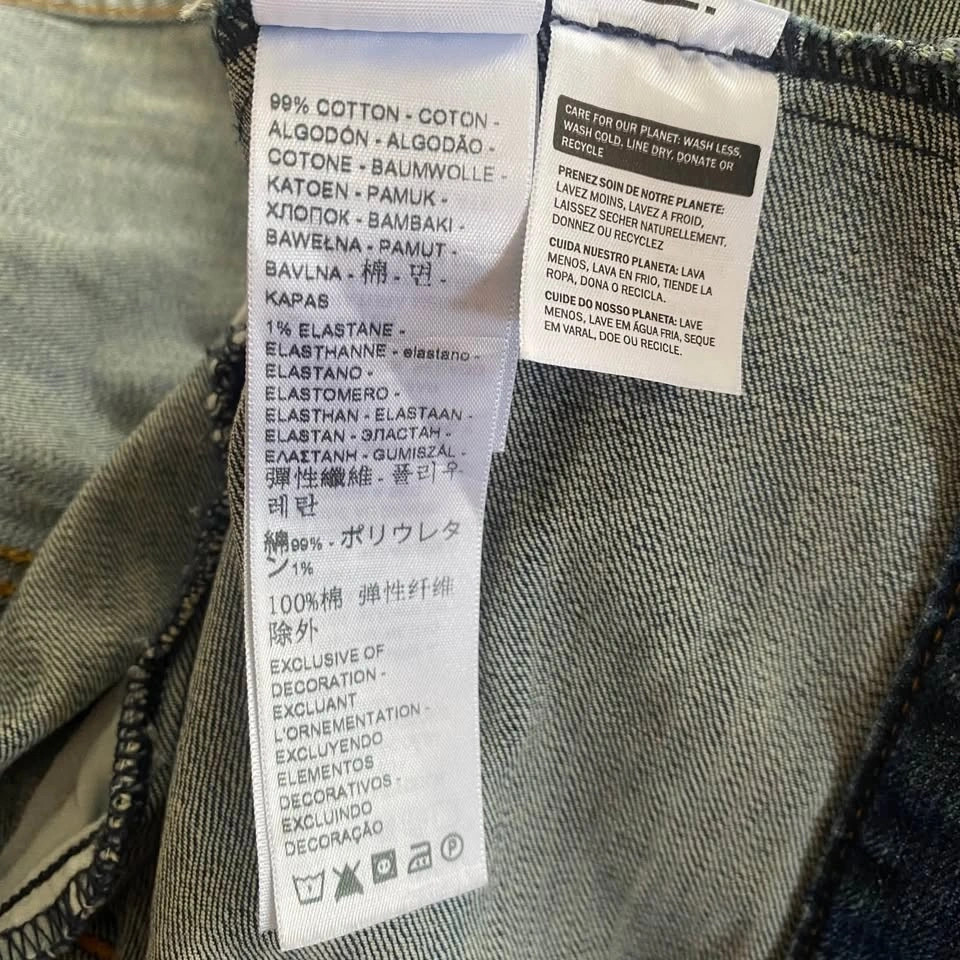 99% COTTON - COTON -
ALGODÓN - ALGODÃO -
COTONE - BAUMWOLLE -
KATOEN - PAMUK -
ХЛОПОК - BAMBAKI -
BAWEŁNA - PAMUT -
BAVLNA - 棉 - 면 -
KAPAS
1% ELASTANE -
ELASTHANNE - elastano -
ELASTANO -
ELASTOMERO -
ELASTHAN - ELASTAAN -
ELASTAN - ЭЛАСТАН -
ΕΛΑΣΤΑΝΗ - GUMISZÁL -
彈性纖維 - 폴리우
레탄
綿99% - ポリウレタ
ン1%
100%棉 弹性纤维
除外
EXCLUSIVE OF
DECORATION -
EXCLUANT
L'ORNEMENTATION -
EXCLUYENDO
ELEMENTOS
DECORATIVOS -
EXCLUINDO
DECORAÇÃO
P
CARE FOR OUR PLANET: WASH LESS,
WASH COLD, LINE DRY, DONATE OR
RECYCLE
PRENEZ SOIN DE NOTRE PLANETE:
LAVEZ MOINS, LAVEZ A FROID,
LAISSEZ SECHER NATURELLEMENT,
DONNEZ OU RECYCLEZ
CUIDA NUESTRO PLANETA: LAVA
MENOS, LAVA EN FRIO, TIENDE LA
ROPA, DONA O RECICLA.
CUIDE DO NOSSO PLANETA: LAVE
MENOS, LAVE EM ÁGUA FRIA, SEQUE
EM VARAL, DOE OU RECICLE.